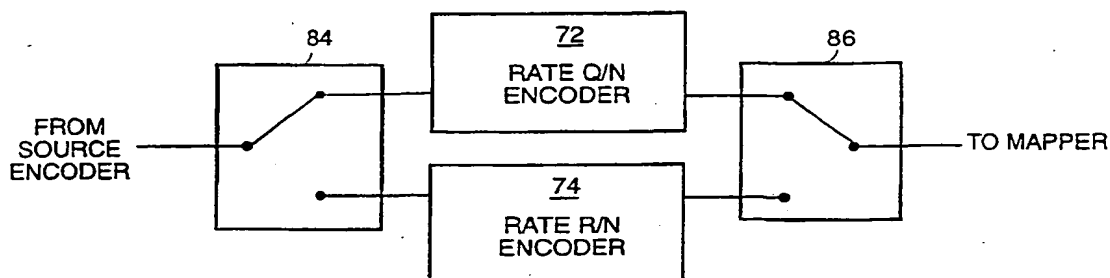 84
72
RATE Q/N
ENCODER
86
FROM
SOURCE
ENCODER
TO MAPPER
74
RATE R/N
ENCODER